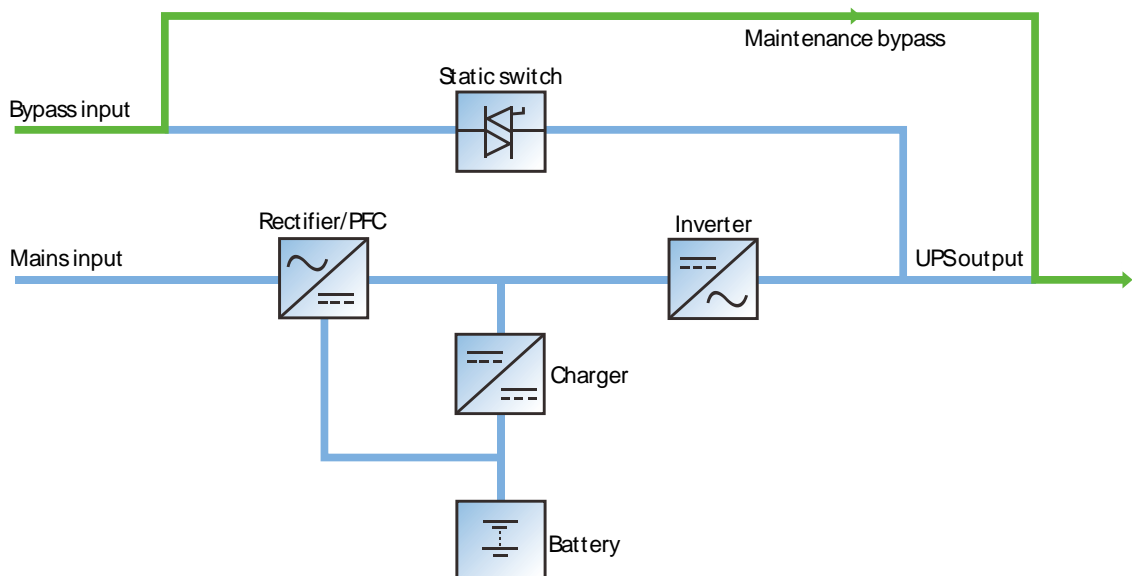 Maintenance bypass
Static switch
Bypass input
Rectifier/PFC
Inverter
Mains input
UPS output
Charger
Battery